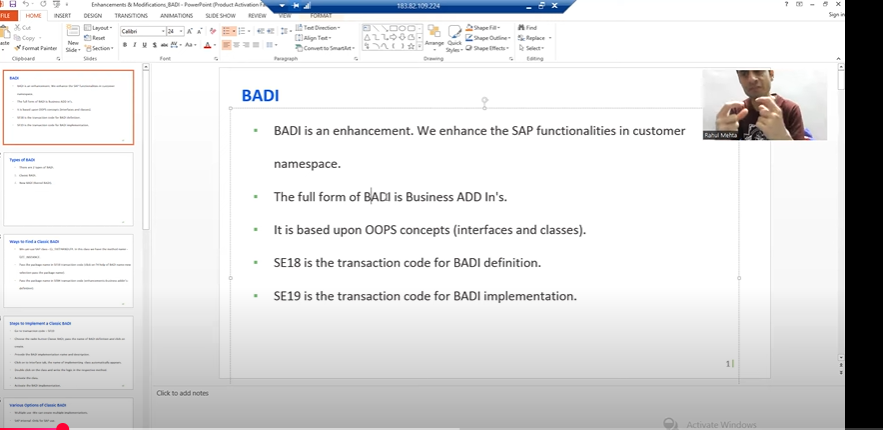 Enhancements & Modifications_BADI - PowerPoint (Product Activation
183.82.109.224
FILE HOME INSERT DESIGN TRANSITIONS ANIMATIONS SLIDE SHOW REVIEW VIEW FORMAT
Sign in
Cut
Copy
Format Painter
Clipboard
New Slide
Layout
Reset
Section
Slides
Calibri
24
Font
Paragraph
Text Direction
Align Text
Convert to SmartArt
Arrange
Quick Styles
Shape Fill
Shape Outline
Shape Effects
Drawing
Find
Replace
Select
Editing
BADI
Types of BADI
Ways to Find a Classic BADI
Steps to Implement a Classic BADI
Various Options of Classic BADI
BADI
• BADI is an enhancement. We enhance the SAP functionalities in customer
namespace.
• The full form of BADI is Business ADD In's.
• It is based upon OOPS concepts (interfaces and classes).
• SE18 is the transaction code for BADI definition.
• SE19 is the transaction code for BADI implementation.
1
Rahul Mehta
Click to add notes
Activate Windows